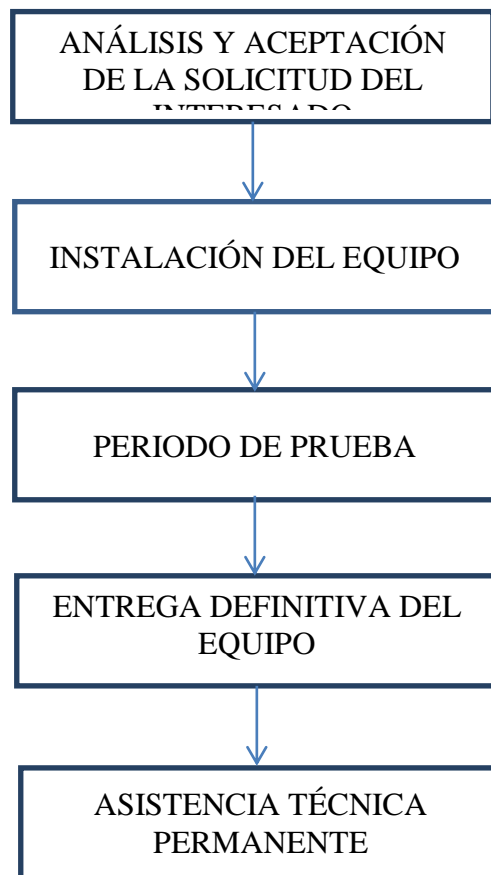 ANÁLISIS Y ACEPTACIÓN
DE LA SOLICITUD DEL
INTERESADO
INSTALACIÓN DEL EQUIPO
PERIODO DE PRUEBA
ENTREGA DEFINITIVA DEL
EQUIPO
ASISTENCIA TÉCNICA
PERMANENTE